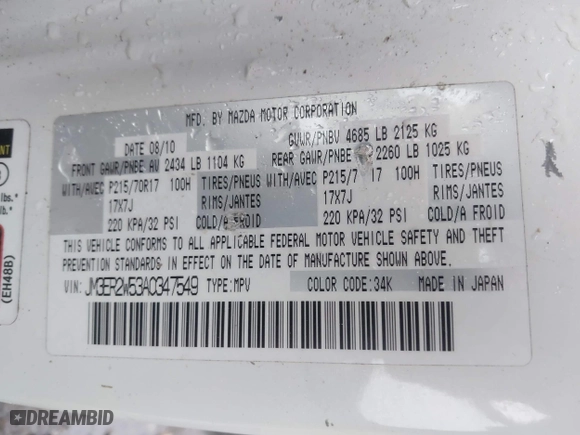 MFD. BY MAZDA MOTOR CORPORATION
DATE 08/10 GVWR/PNBV 4685 LB 2125 KG
FRONT GAWR/PNBE AV 2434 LB 1104 KG REAR GAWR/PNBE 2260 LB 1025 KG
WITH/AVEC P215/70R17 100H TIRES/PNEUS WITH/AVEC P215/7 17 100H TIRES/PNEUS
17X7J RIMS/JANTES 17X7J RIMS/JANTES
220 KPA/32 PSI COLD/A FROID 220 KPA/32 PSI COLD/A FROID
THIS VEHICLE CONFORMS TO ALL APPLICABLE FEDERAL MOTOR VEHICLE SAFETY AND THEFT
PREVENTION STANDARDS IN EFFECT ON THE DATE OF MANUFACTURE SHOWN ABOVE.
VIN: JM3ER2W53A0347549 TYPE:MPV COLOR CODE:34K MADE IN JAPAN
lbs.*
lb.*
(EH48B)
DREAMBID